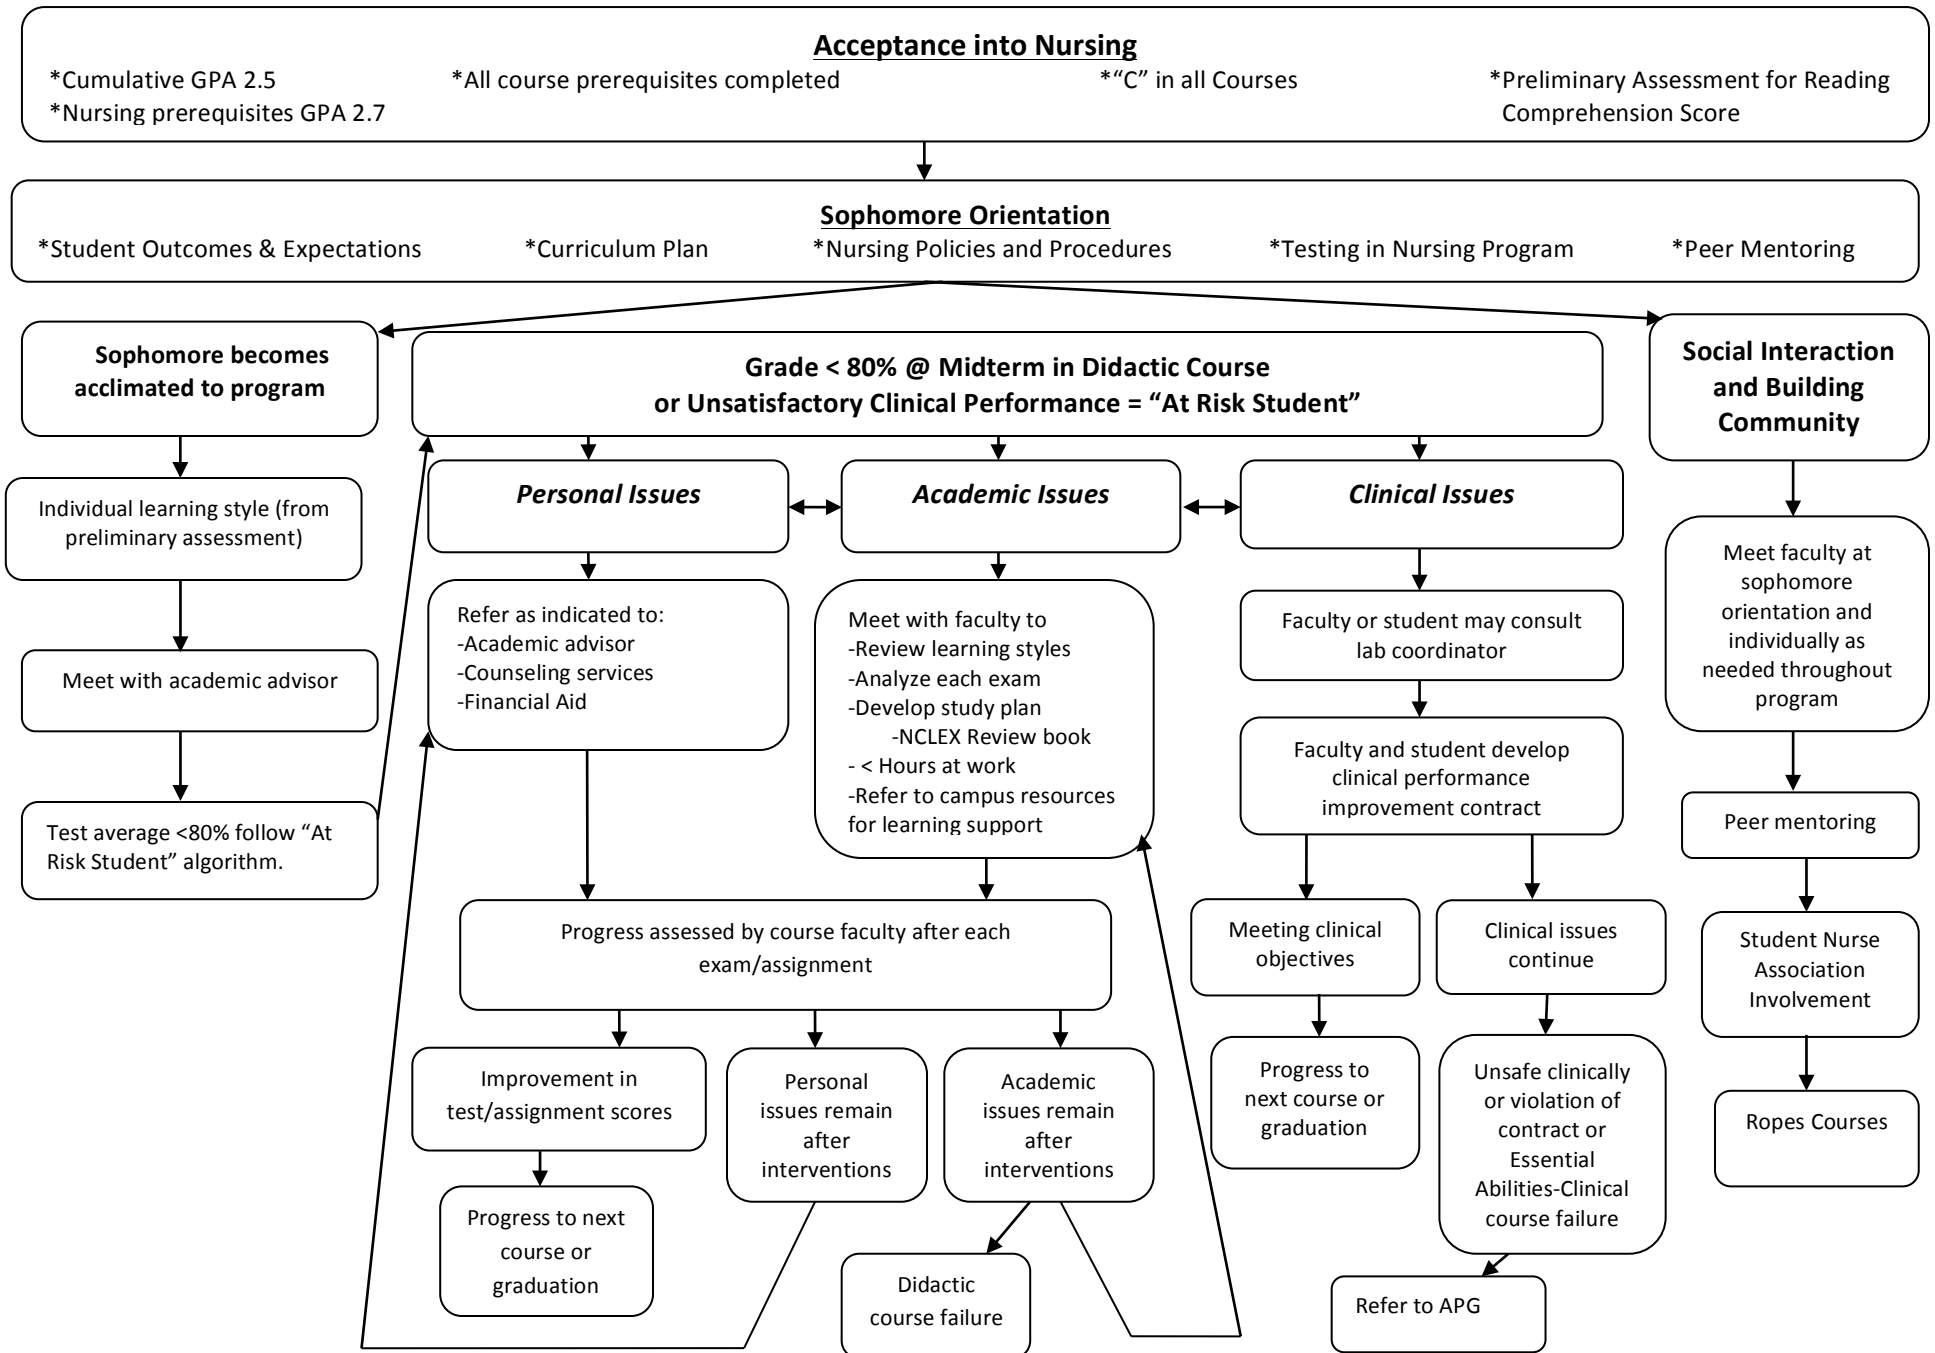 Acceptance into Nursing
*Cumulative GPA 2.5 *All course prerequisites completed *“C” in all Courses *Preliminary Assessment for Reading
*Nursing prerequisites GPA 2.7 Comprehension Score
Sophomore Orientation
*Student Outcomes & Expectations *Curriculum Plan *Nursing Policies and Procedures *Testing in Nursing Program *Peer Mentoring
Sophomore becomes
acclimated to program
Individual learning style (from
preliminary assessment)
Meet with academic advisor
Test average <80% follow “At
Risk Student” algorithm.
Grade < 80% @ Midterm in Didactic Course
or Unsatisfactory Clinical Performance = “At Risk Student”
Personal Issues
Refer as indicated to:
-Academic advisor
-Counseling services
-Financial Aid
Academic Issues
Meet with faculty to
-Review learning styles
-Analyze each exam
-Develop study plan
-NCLEX Review book
- < Hours at work
-Refer to campus resources
for learning support
Progress assessed by course faculty after each
exam/assignment
Improvement in
test/assignment scores
Progress to next
course or
graduation
Personal
issues remain
after
interventions
Academic
issues remain
after
interventions
Didactic
course failure
Clinical Issues
Faculty or student may consult
lab coordinator
Faculty and student develop
clinical performance
improvement contract
Meeting clinical
objectives
Progress to
next course or
graduation
Clinical issues
continue
Unsafe clinically
or violation of
contract or
Essential
Abilities-Clinical
course failure
Refer to APG
Social Interaction
and Building
Community
Meet faculty at
sophomore
orientation and
individually as
needed throughout
program
Peer mentoring
Student Nurse
Association
Involvement
Ropes Courses